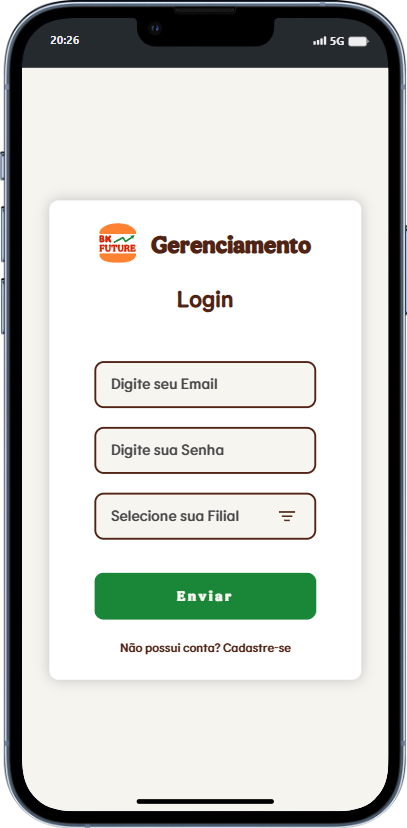 20:26
5G
BK
FUTURE
Gerenciamento
Login
Digite seu Email
Digite sua Senha
Selecione sua Filial
Enviar
Não possui conta? Cadastre-se